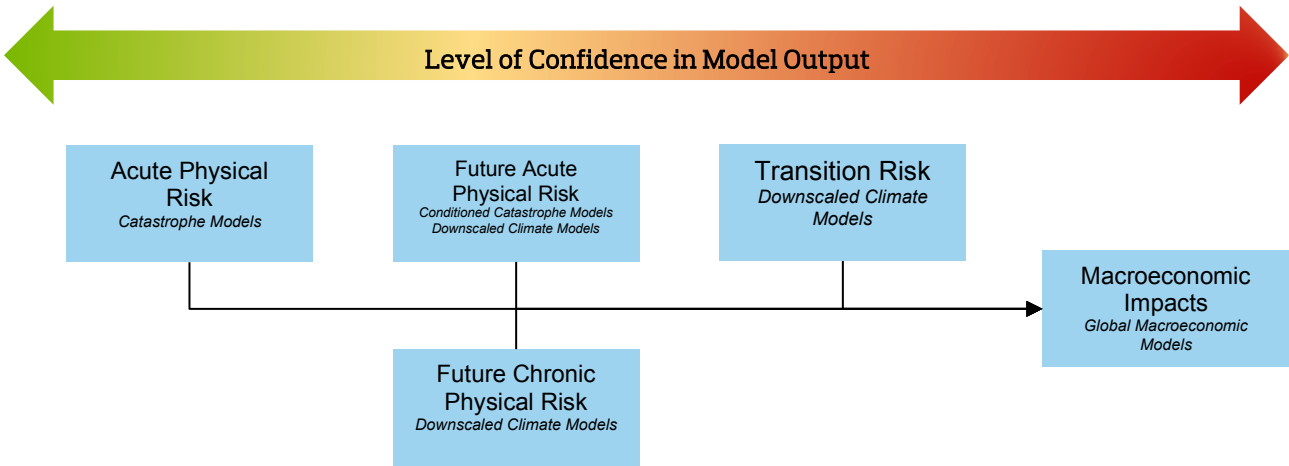 Level of Confidence in Model Output
Acute Physical
Risk
Catastrophe Models
Future Acute
Physical Risk
Conditioned Catastrophe Models
Downscaled Climate Models
Transition Risk
Downscaled Climate
Models
Macroeconomic
Impacts
Global Macroeconomic
Models
Future Chronic
Physical Risk
Downscaled Climate Models